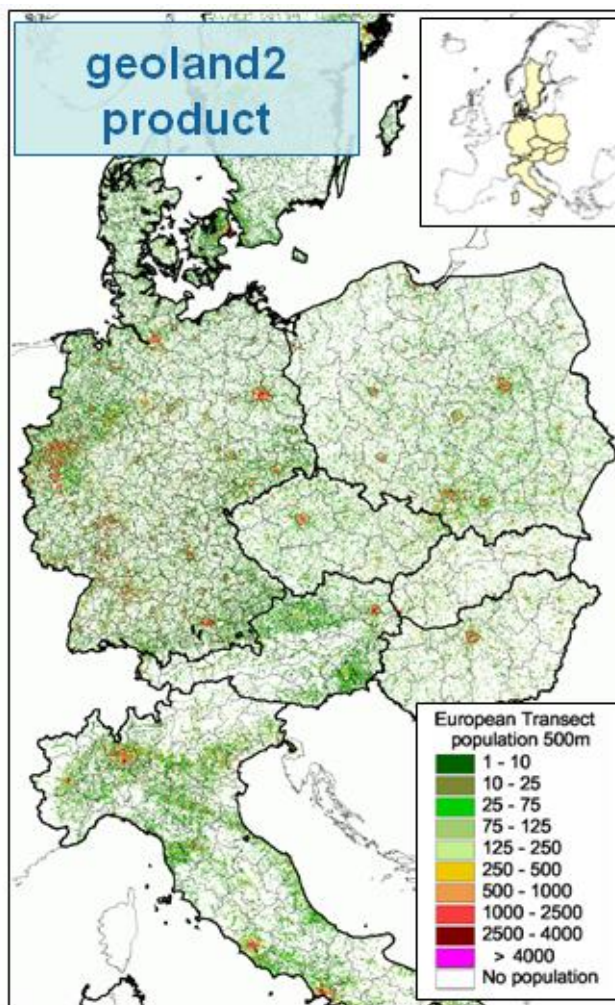 geoland2
product
European Transect
population 500m
1 - 10
10 - 25
25 - 75
75 - 125
125 - 250
250 - 500
500 - 1000
1000 - 2500
2500 - 4000
> 4000
No population